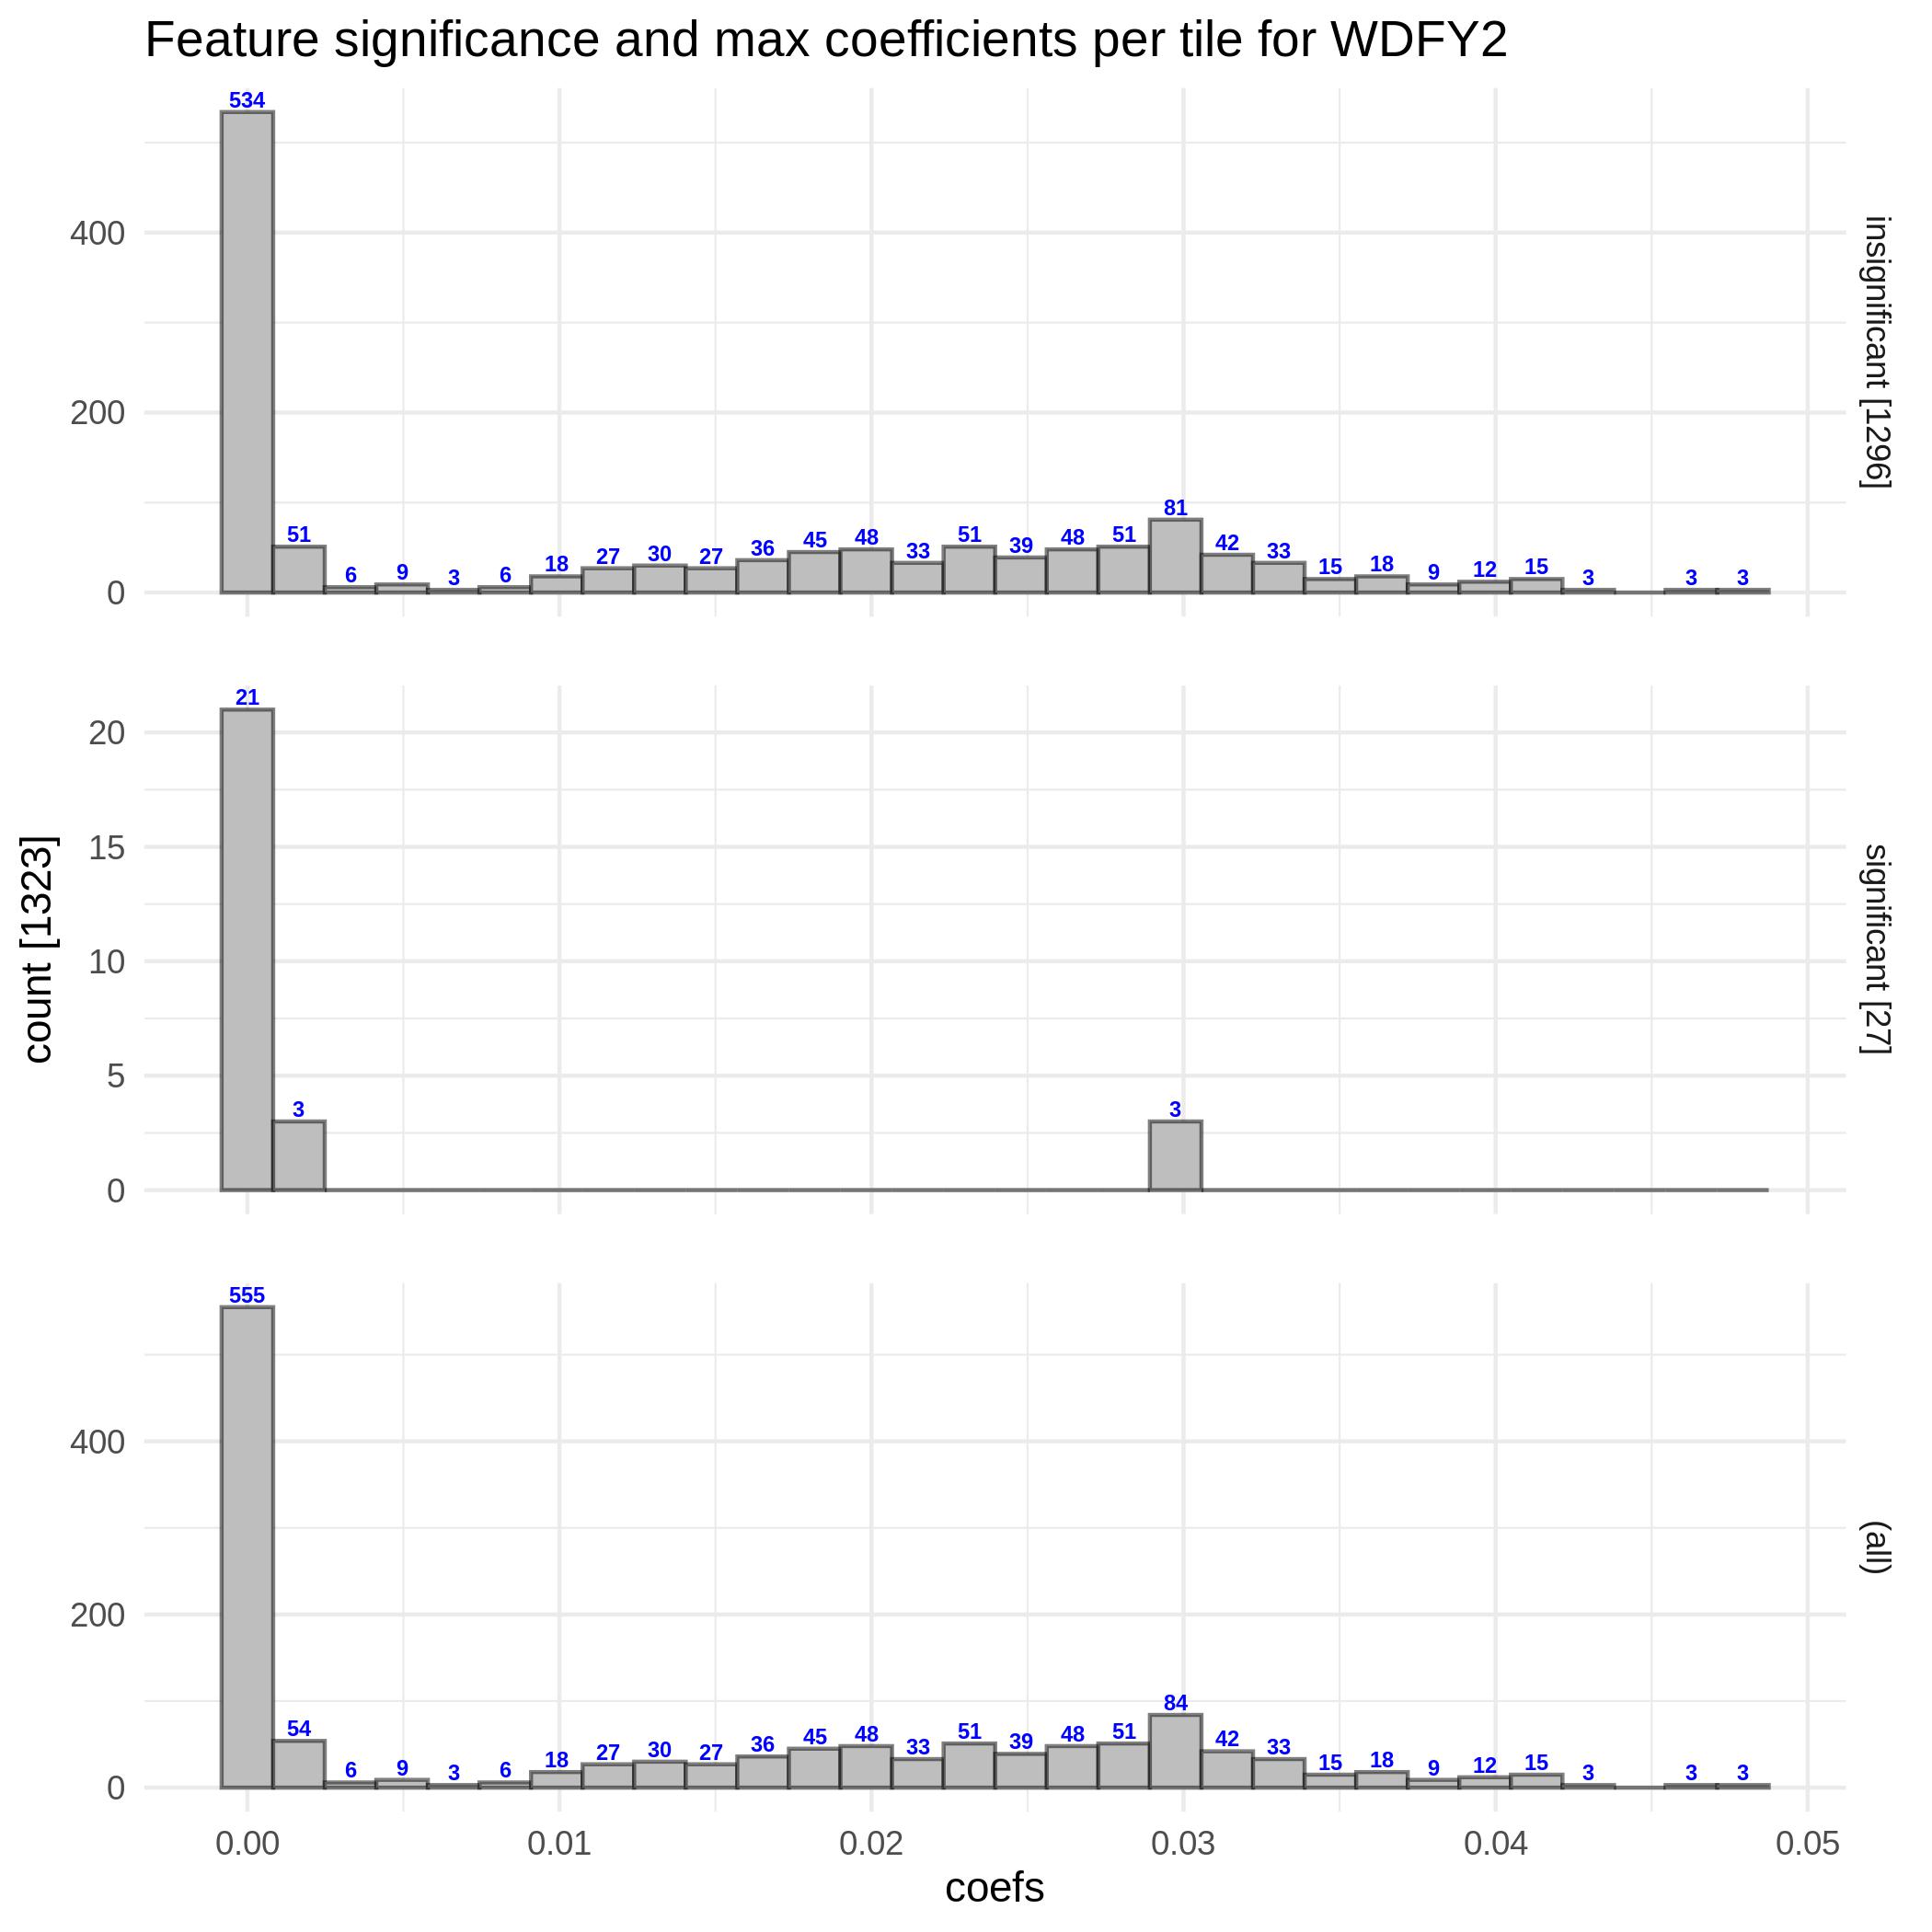 Feature significance and max coefficients per tile for WDFY2
534
51 6 9 3 6 18 27 30 27 36 45 48 33 51 39 48 51 81 42 33 15 18 9 12 15 3 3 3
400
200
0
insignificant [1296]
21
3 3
20
15
10
5
0
significant [27]
count [1323]
555
54 6 9 3 6 18 27 30 27 36 45 48 33 51 39 48 51 84 42 33 15 18 9 12 15 3 3 3
400
200
0
(all)
0.00 0.01 0.02 0.03 0.04 0.05
coefs